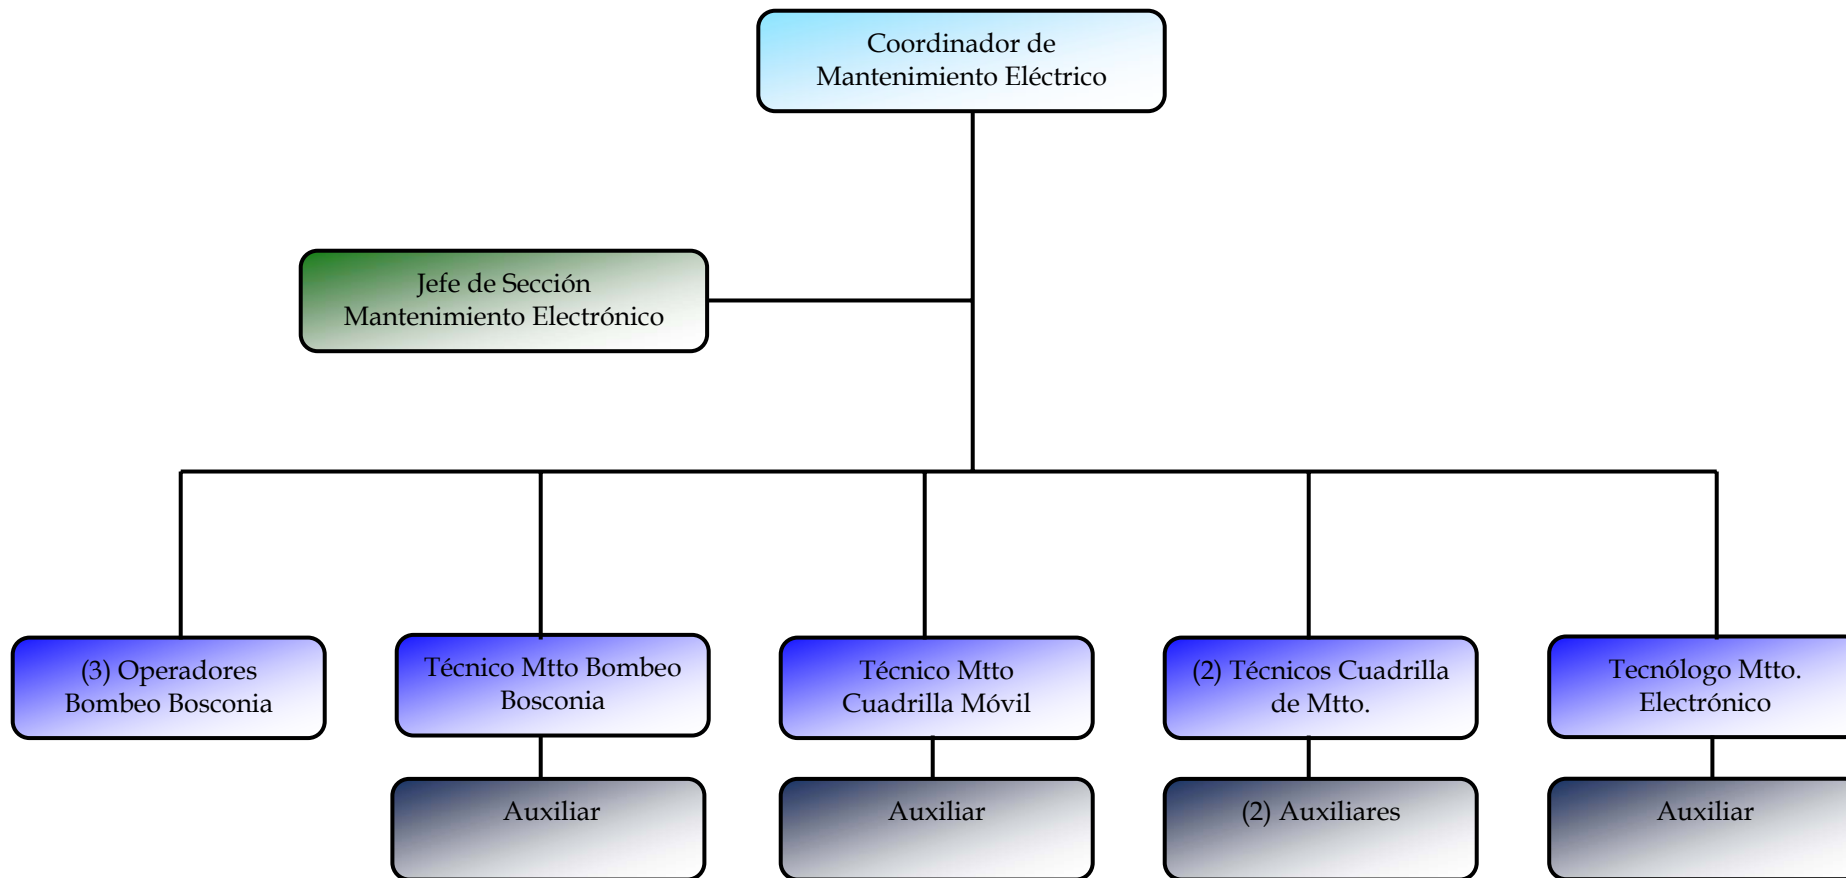 Coordinador de
Mantenimiento Eléctrico
Jefe de Sección
Mantenimiento Electrónico
(3) Operadores
Bombeo Bosconia
Técnico Mtto Bombeo
Bosconia
Técnico Mtto
Cuadrilla Móvil
(2) Técnicos Cuadrilla
de Mtto.
Tecnólogo Mtto.
Electrónico
Auxiliar
Auxiliar
(2) Auxiliares
Auxiliar